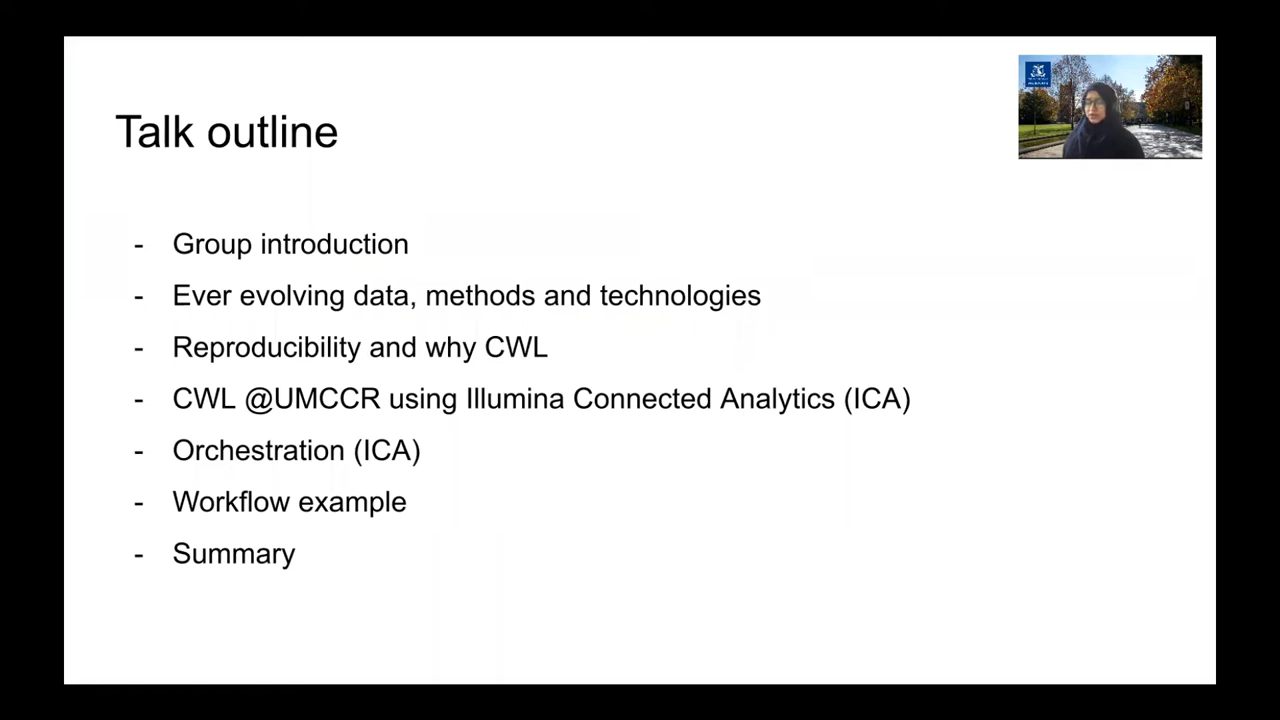 Talk outline
- Group introduction
- Ever evolving data, methods and technologies
- Reproducibility and why CWL
- CWL @UMCCR using Illumina Connected Analytics (ICA)
- Orchestration (ICA)
- Workflow example
- Summary